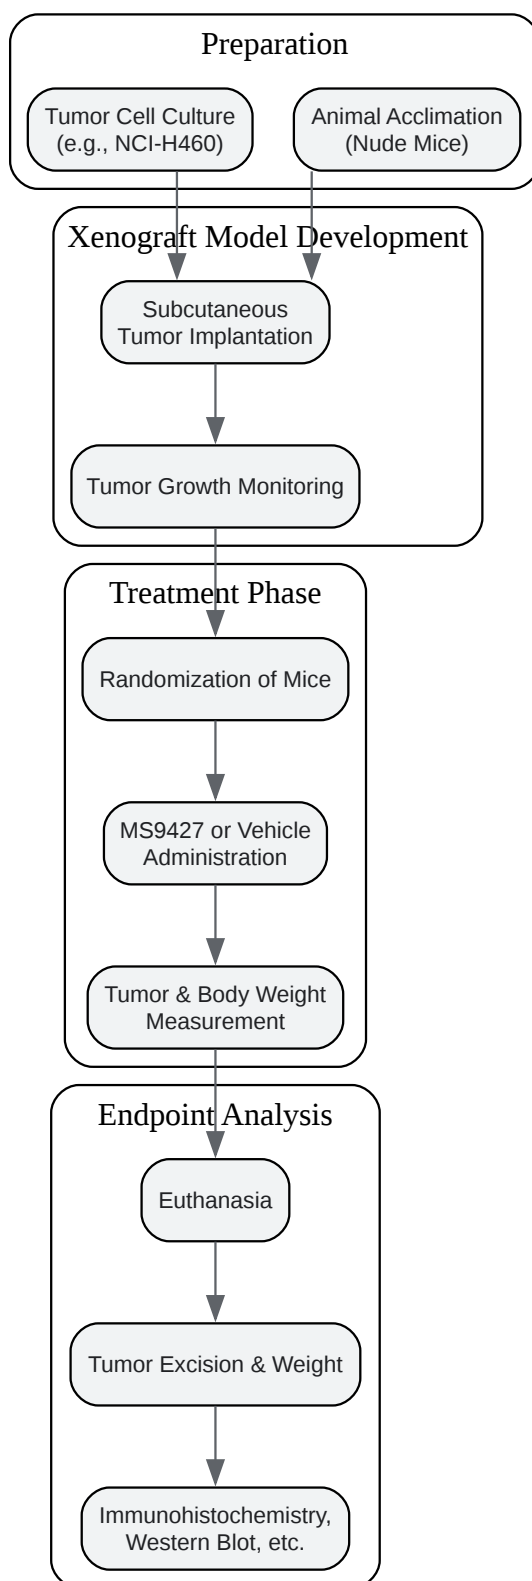 Preparation
Tumor Cell Culture
(e.g., NCI-H460)
Animal Acclimation
(Nude Mice)
Xenograft Model Development
Subcutaneous
Tumor Implantation
Tumor Growth Monitoring
Treatment Phase
Randomization of Mice
MS9427 or Vehicle
Administration
Tumor & Body Weight
Measurement
Endpoint Analysis
Euthanasia
Tumor Excision & Weight
Immunohistochemistry,
Western Blot, etc.